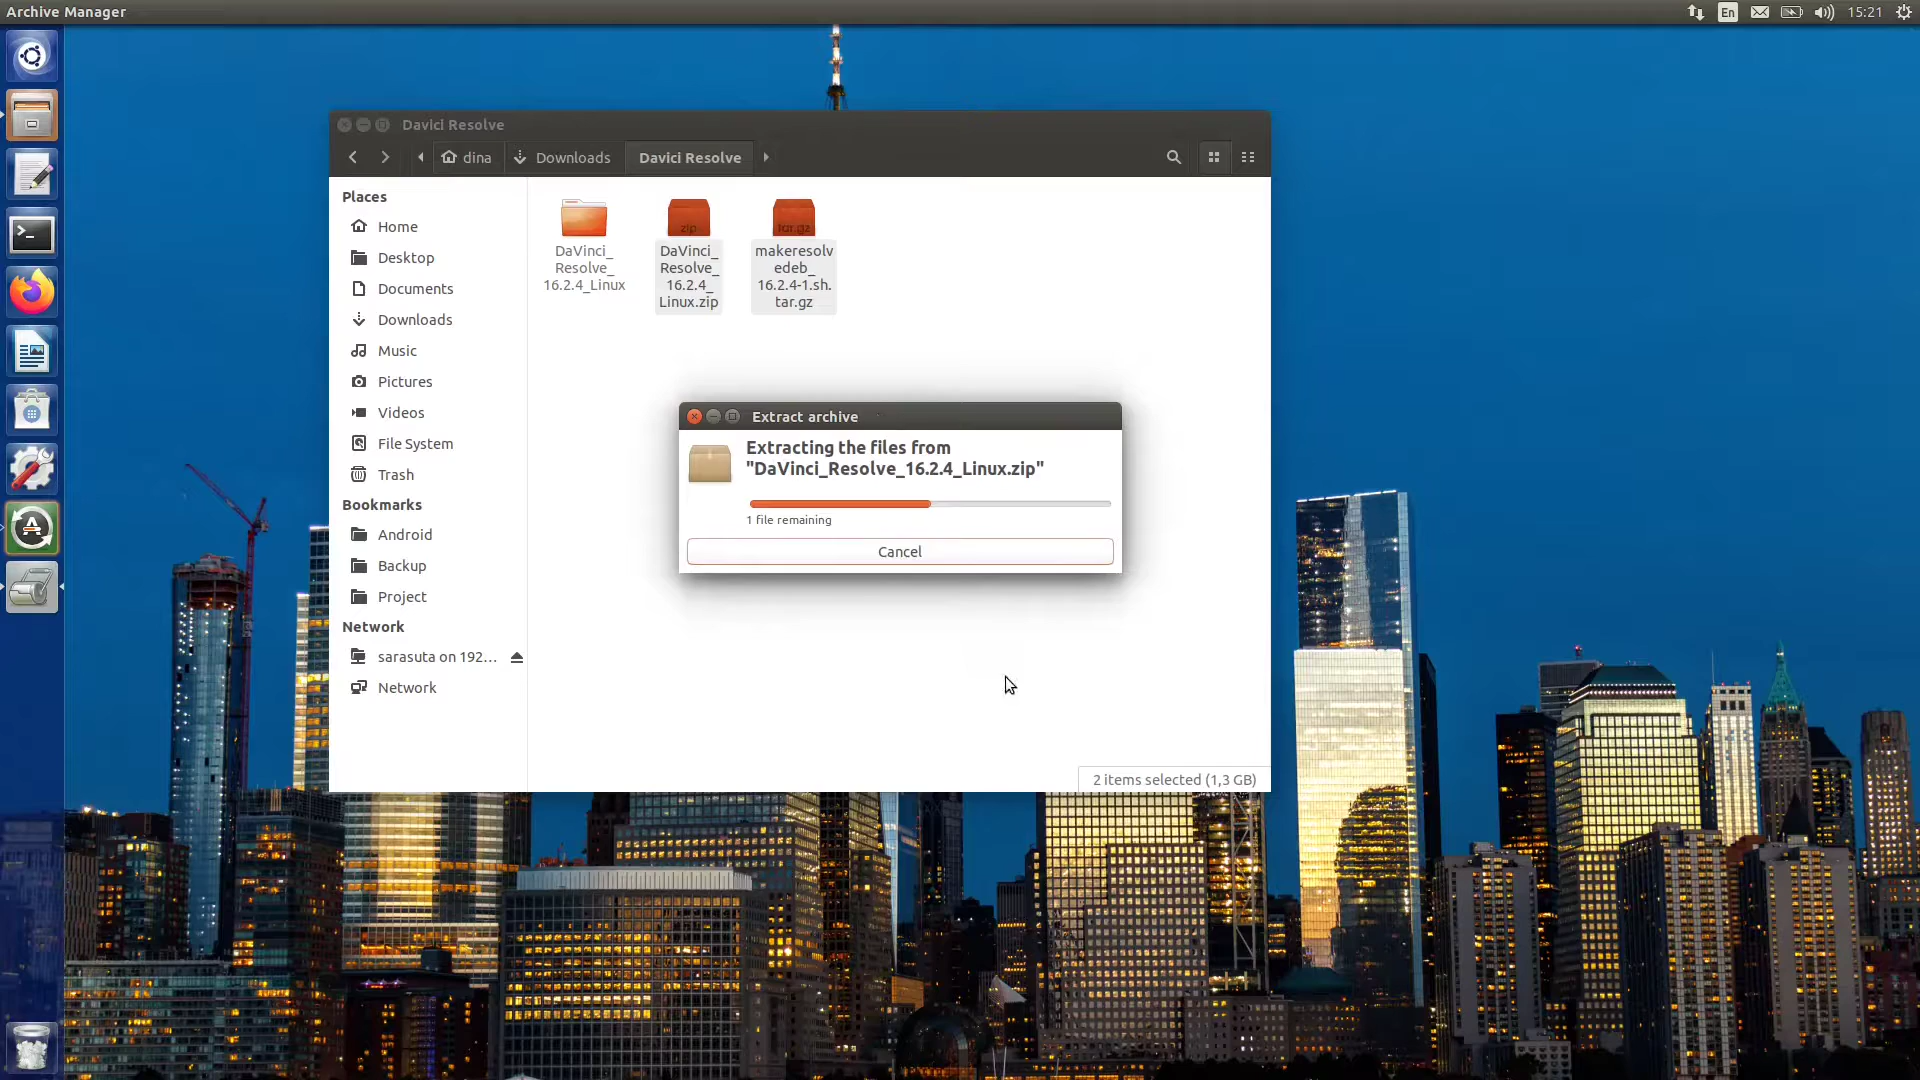 Archive Manager
En
15:21
Davici Resolve
dina
Downloads
Davici Resolve
Places
Home
Desktop
Documents
Downloads
Music
Pictures
Videos
File System
Trash
Bookmarks
Android
Backup
Project
Network
sarasuta on 192...
Network
DaVinci_
Resolve_
16.2.4_Linux
zip
DaVinci_
Resolve_
16.2.4_
Linux.zip
tar.gz
makeresolv
edeb_
16.2.4-1.sh.
tar.gz
Extract archive
Extracting the files from
"DaVinci_Resolve_16.2.4_Linux.zip"
1 file remaining
Cancel
2 items selected (1,3 GB)